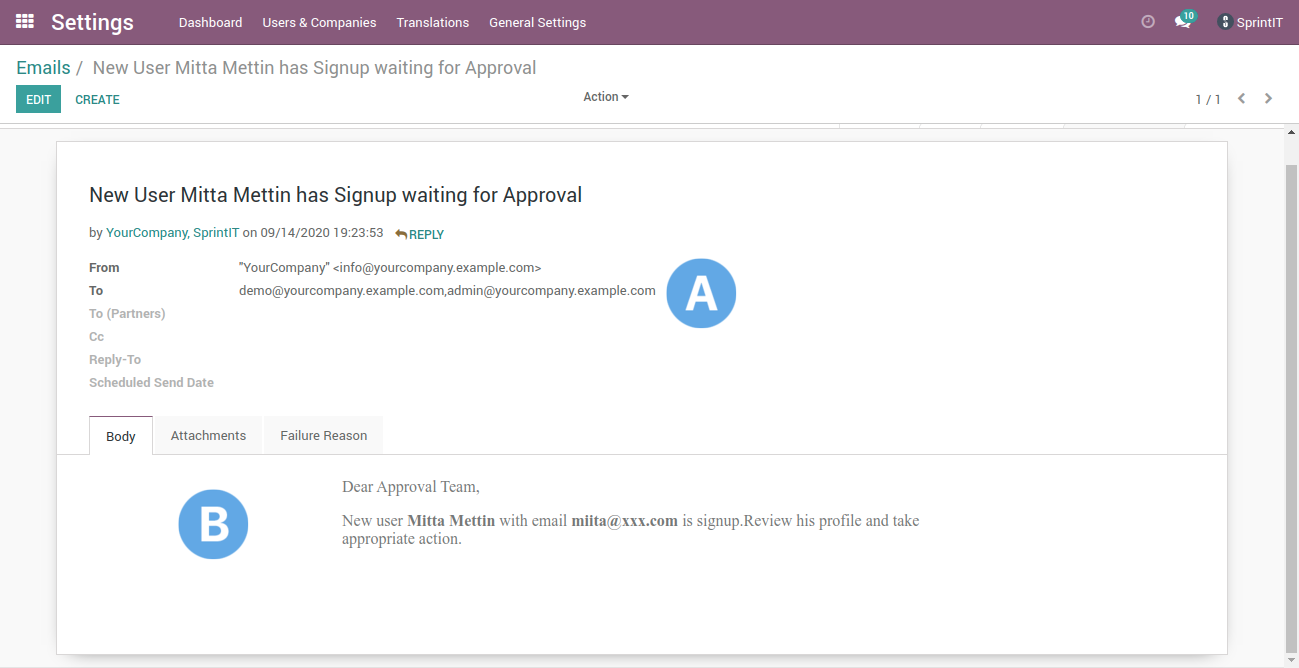 Settings Dashboard Users & Companies Translations General Settings 10 SprintIT
Emails / New User Mitta Mettin has Signup waiting for Approval
EDIT CREATE Action 1 / 1
New User Mitta Mettin has Signup waiting for Approval
by YourCompany, SprintIT on 09/14/2020 19:23:53 REPLY
From "YourCompany" <info@yourcompany.example.com>
To demo@yourcompany.example.com,admin@yourcompany.example.com
A
To (Partners)
Cc
Reply-To
Scheduled Send Date
Body Attachments Failure Reason
Dear Approval Team,
B
New user Mitta Mettin with email miita@xxx.com is signup.Review his profile and take
appropriate action.